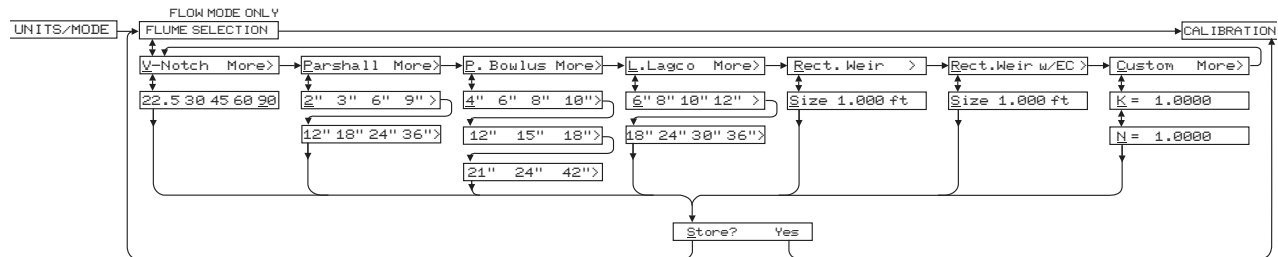 FLOW MODE ONLY
UNITS/MODE
FLUME SELECTION
CALIBRATION
V-Notch More>
Parshall More>
P. Bowlus More>
L.Lagco More>
Rect. Weir >
Rect.Weir w/EC >
Custom More>
22.5 30 45 60 90
2" 3" 6" 9" >
4" 6" 8" 10">
6" 8" 10" 12" >
Size 1.000 ft
Size 1.000 ft
K = 1.0000
12" 18" 24" 36">
12" 15" 18">
18" 24" 30" 36">
N = 1.0000
21" 24" 42">
Store? Yes